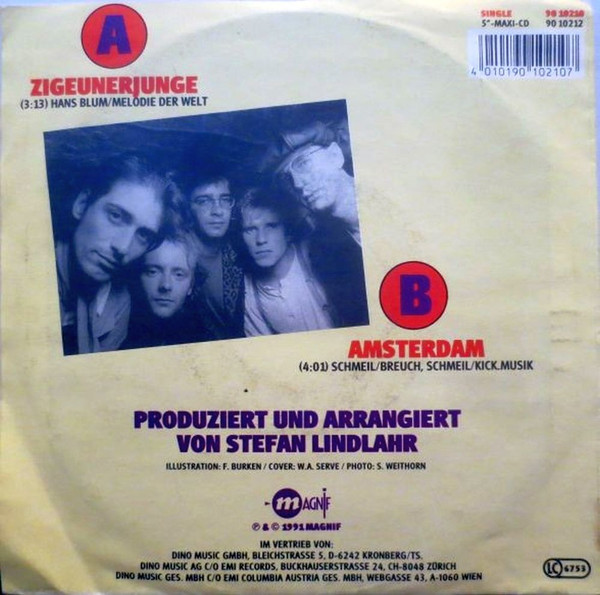 A
SINGLE 90 10210
5"-MAXI-CD 90 10212
4 010190 102107
ZIGEUNERJUNGE
(3:13) HANS BLUM/MELODIE DER WELT
B
AMSTERDAM
(4:01) SCHMEIL/BREUCH, SCHMEIL/KICK.MUSIK
PRODUZIERT UND ARRANGIERT
VON STEFAN LINDLAHR
ILLUSTRATION: F. BURKEN / COVER: W.A. SERVE / PHOTO: S. WEITHORN
MAGNIF
℗ & © 1991 MAGNIF
IM VERTRIEB VON:
DINO MUSIC GMBH, BLEICHSTRASSE 5, D-6242 KRONBERG/TS.
DINO MUSIC AG C/O EMI RECORDS, BUCKHAUSERSTRASSE 24, CH-8048 ZÜRICH
DINO MUSIC GES. MBH C/O EMI COLUMBIA AUSTRIA GES. MBH, WEBGASSE 43, A-1060 WIEN
LC 6753